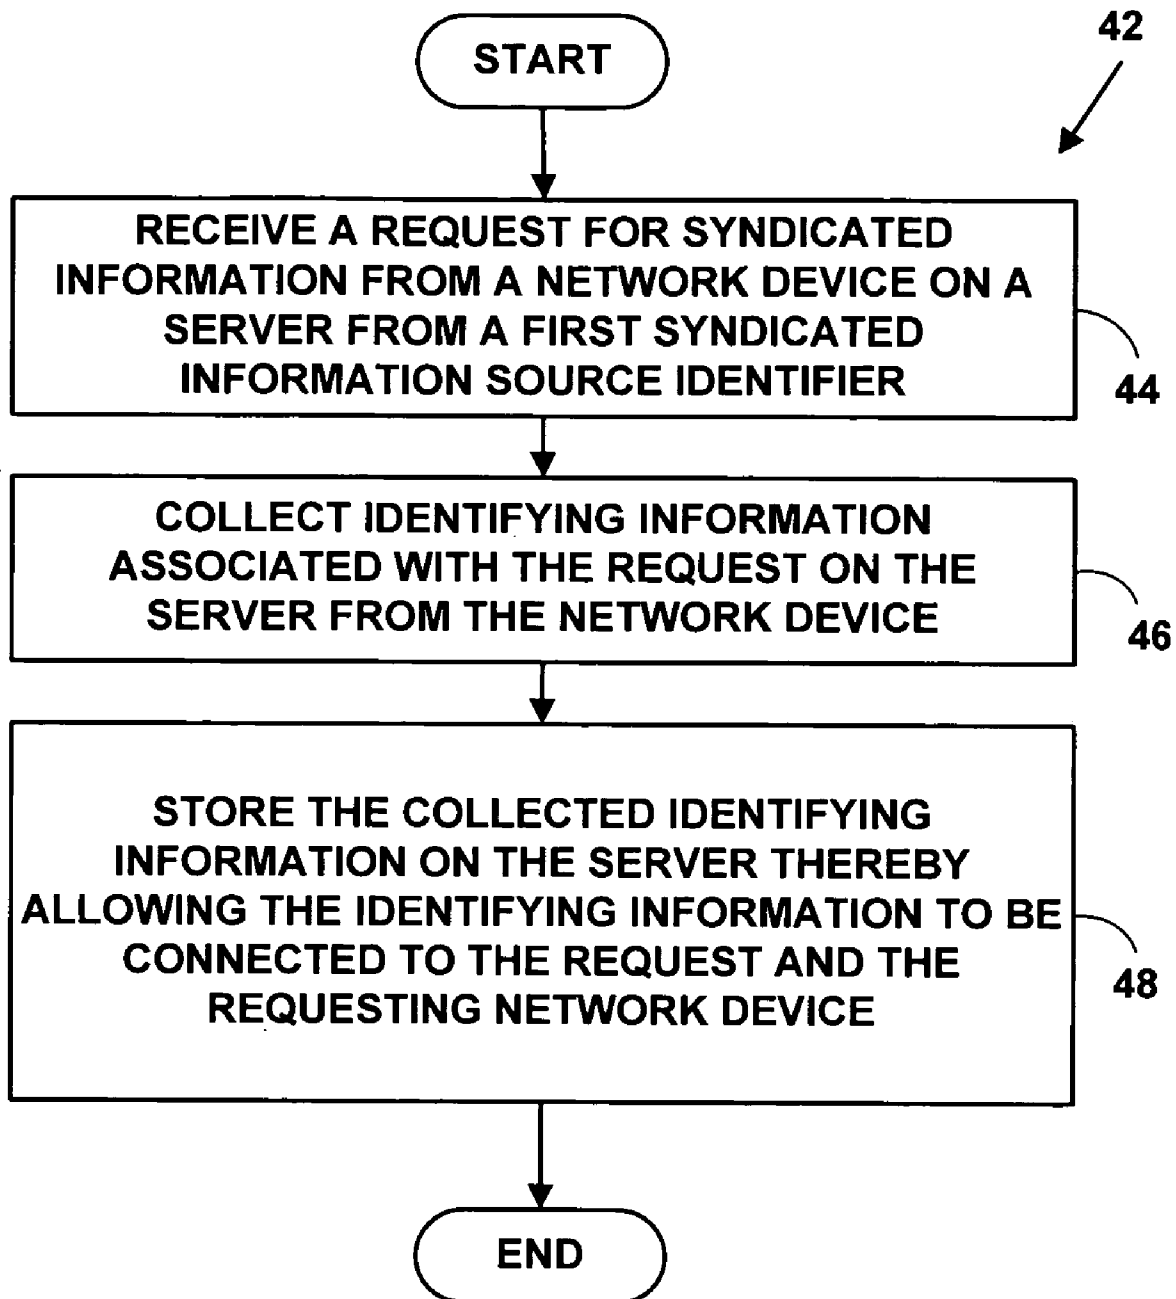 START
42
RECEIVE A REQUEST FOR SYNDICATED
INFORMATION FROM A NETWORK DEVICE ON A
SERVER FROM A FIRST SYNDICATED
INFORMATION SOURCE IDENTIFIER
44
COLLECT IDENTIFYING INFORMATION
ASSOCIATED WITH THE REQUEST ON THE
SERVER FROM THE NETWORK DEVICE
46
STORE THE COLLECTED IDENTIFYING
INFORMATION ON THE SERVER THEREBY
ALLOWING THE IDENTIFYING INFORMATION TO BE
CONNECTED TO THE REQUEST AND THE
REQUESTING NETWORK DEVICE
48
END